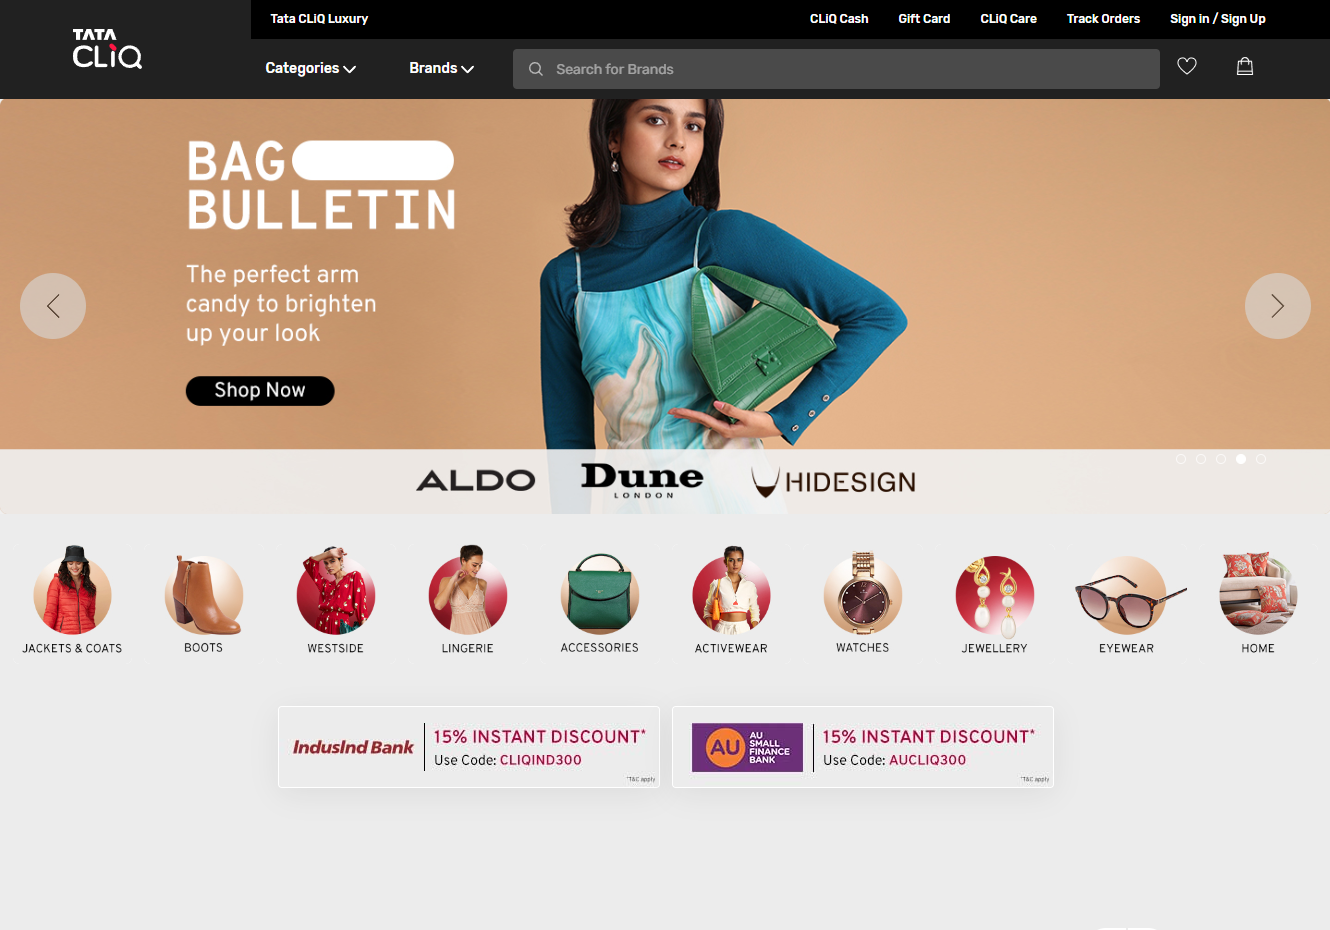 Tata CLiQ Luxury
CLiQ Cash
Gift Card
CLiQ Care
Track Orders
Sign in / Sign Up
TATA
CLiQ
Categories
Brands
Search for Brands
BAG
BULLETIN
The perfect arm
candy to brighten
up your look
Shop Now
ALDO
Dune
LONDON
HIDESIGN
JACKETS & COATS
BOOTS
WESTSIDE
LINGERIE
ACCESSORIES
ACTIVEWEAR
WATCHES
JEWELLERY
EYEWEAR
HOME
IndusInd Bank
15% INSTANT DISCOUNT*
Use Code: CLIQIND300
*T&C apply
AU
AU
SMALL
FINANCE
BANK
15% INSTANT DISCOUNT*
Use Code: AUCLIQ300
*T&C apply